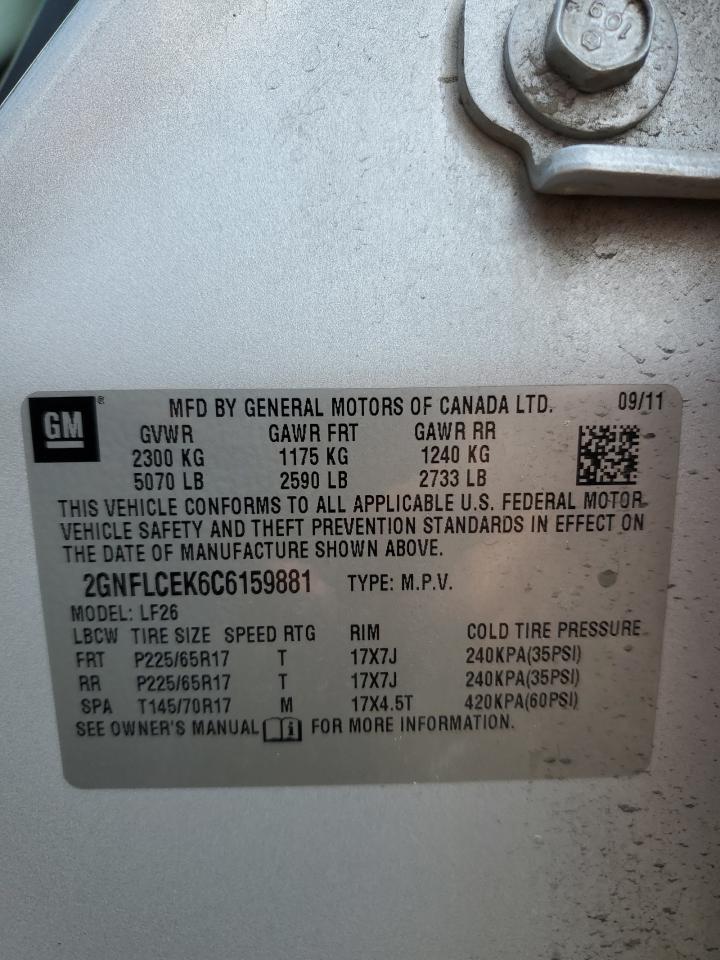 109
GM ® MFD BY GENERAL MOTORS OF CANADA LTD. 09/11
GVWR GAWR FRT GAWR RR
2300 KG 1175 KG 1240 KG
5070 LB 2590 LB 2733 LB
THIS VEHICLE CONFORMS TO ALL APPLICABLE U.S. FEDERAL MOTOR
VEHICLE SAFETY AND THEFT PREVENTION STANDARDS IN EFFECT ON
THE DATE OF MANUFACTURE SHOWN ABOVE.
2GNFLCEK6C6159881 TYPE: M.P.V.
MODEL: LF26
LBCW TIRE SIZE SPEED RTG RIM COLD TIRE PRESSURE
FRT P225/65R17 T 17X7J 240KPA(35PSI)
RR P225/65R17 T 17X7J 240KPA(35PSI)
SPA T145/70R17 M 17X4.5T 420KPA(60PSI)
SEE OWNER'S MANUAL i FOR MORE INFORMATION.